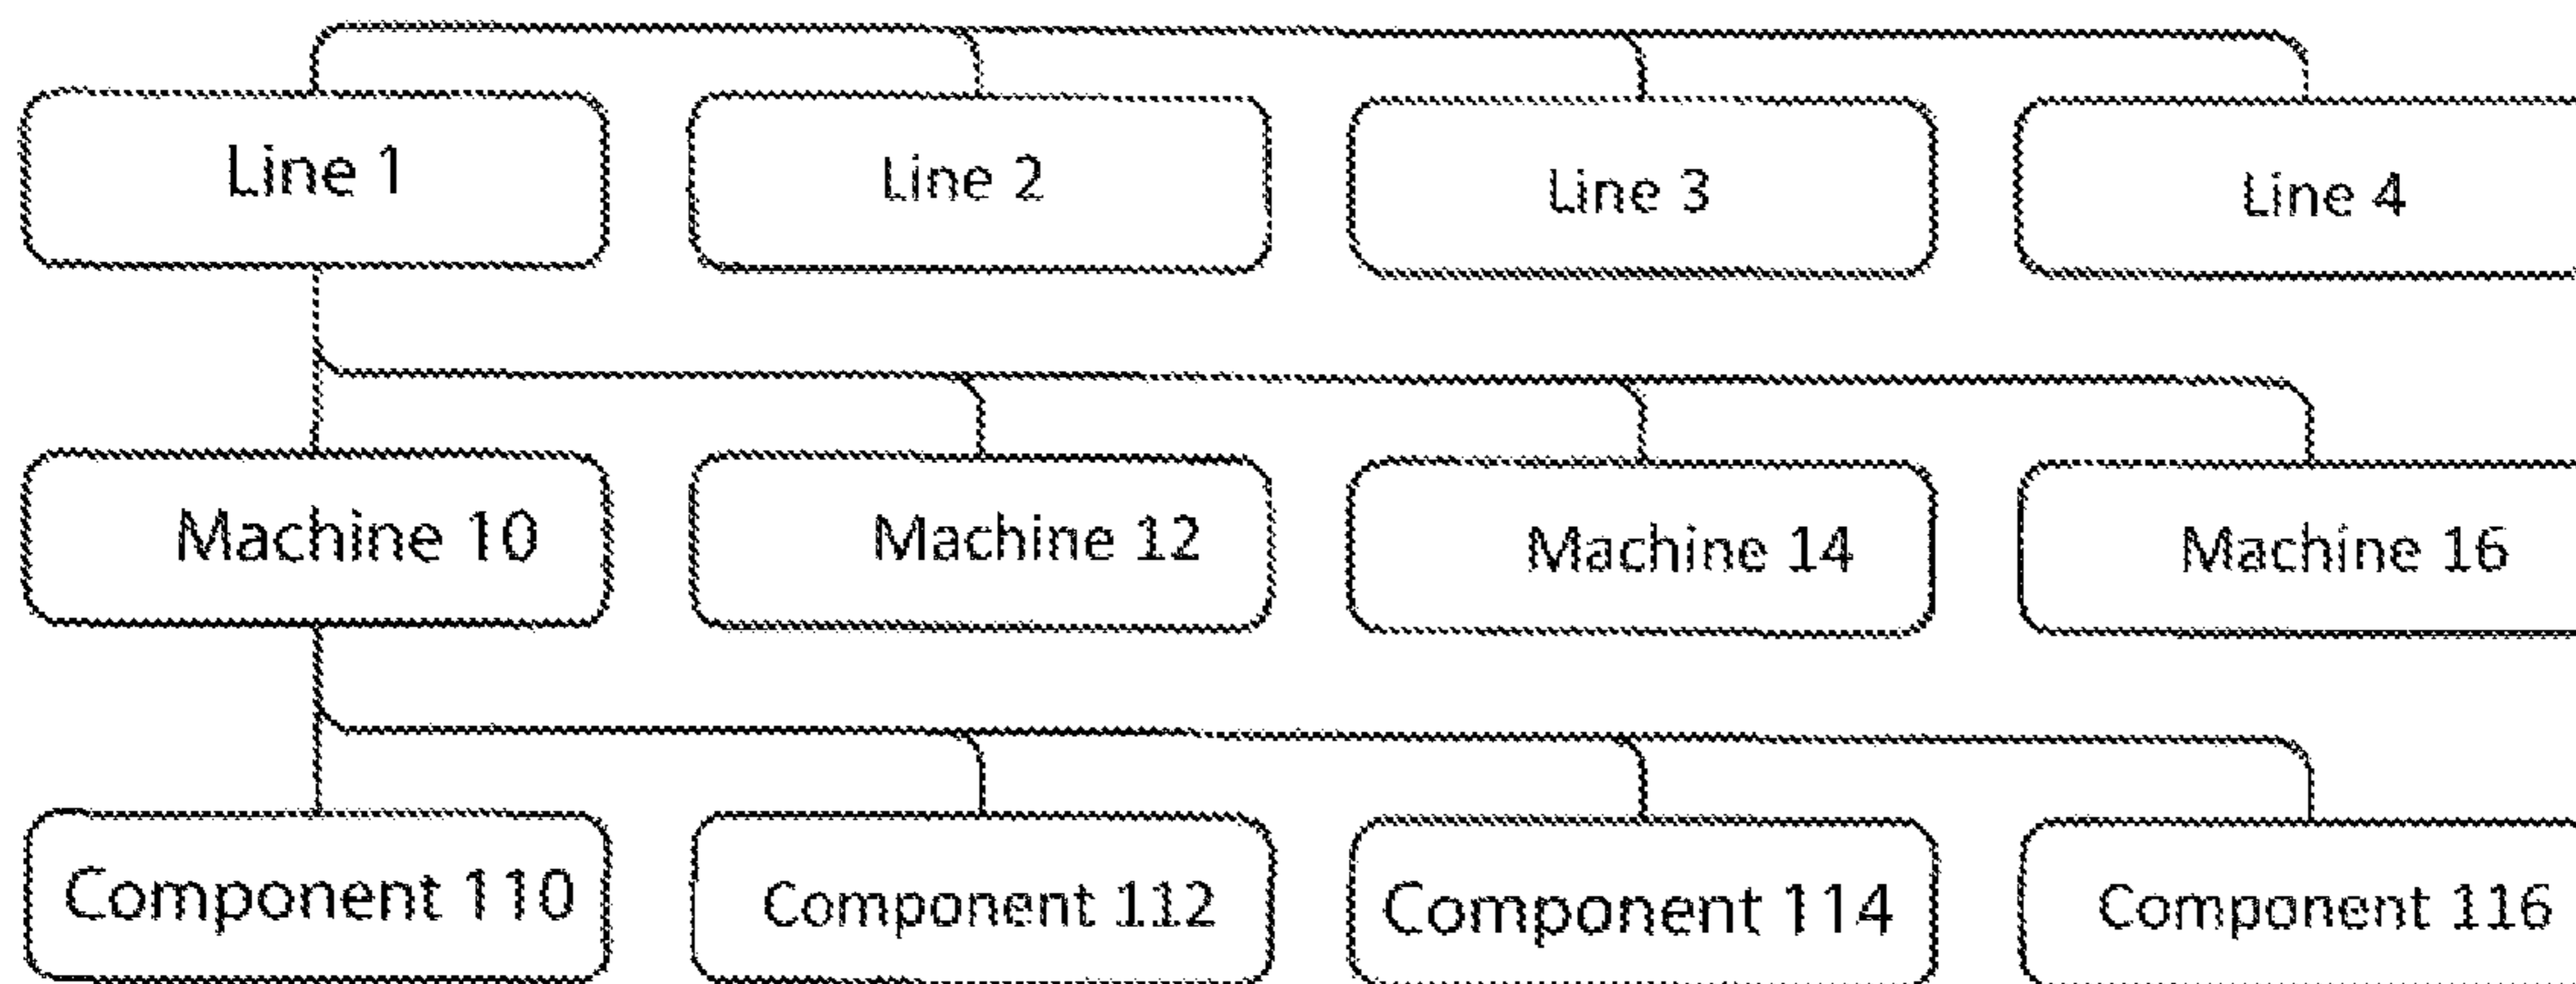 Line 1
Line 2
Line 3
Line 4
Machine 10
Machine 12
Machine 14
Machine 16
Component 110
Component 112
Component 114
Component 116